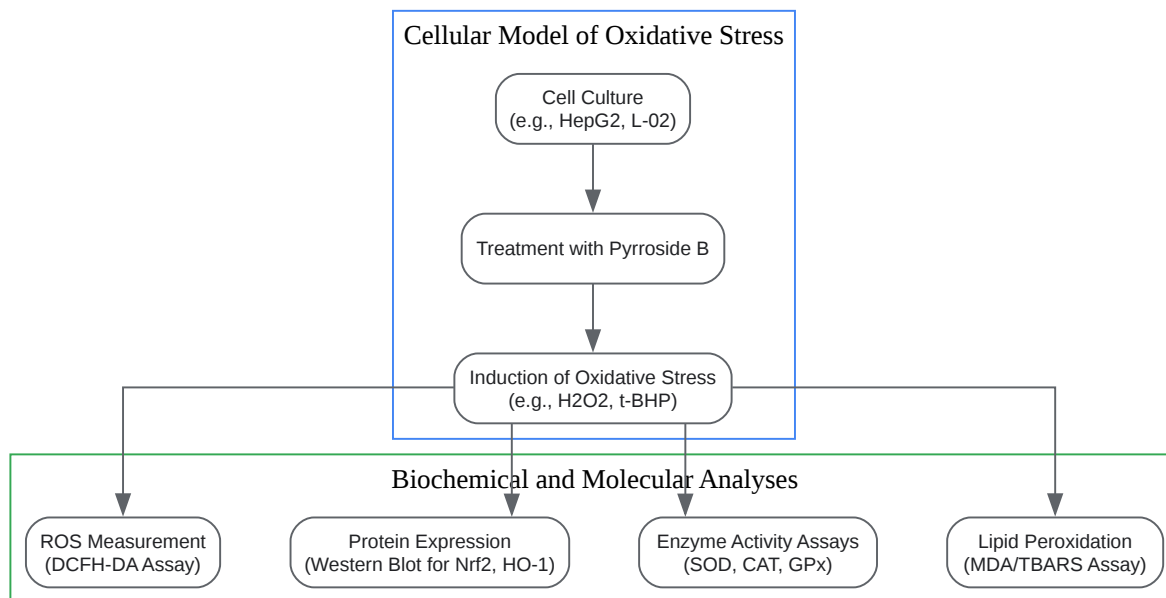 Cellular Model of Oxidative Stress
Cell Culture
(e.g., HepG2, L-02)
Treatment with Pyrroside B
Induction of Oxidative Stress
(e.g., H2O2, t-BHP)
Biochemical and Molecular Analyses
ROS Measurement
(DCFH-DA Assay)
Protein Expression
(Western Blot for Nrf2, HO-1)
Enzyme Activity Assays
(SOD, CAT, GPx)
Lipid Peroxidation
(MDA/TBARS Assay)